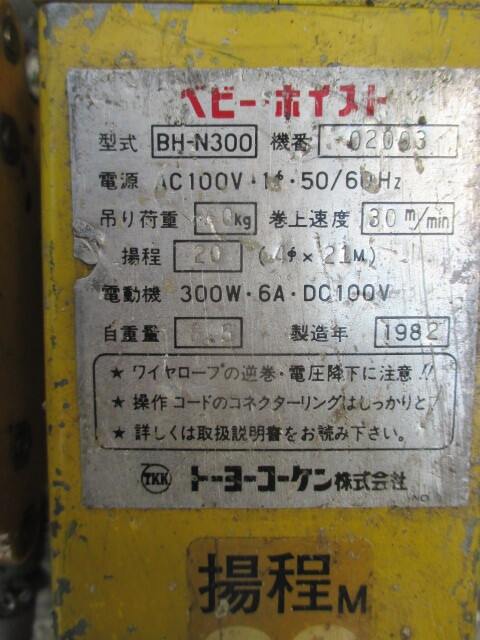 ベビーホイスト
型式 BH-N300 機番 02003
電源 AC100V・1φ・50/60Hz
吊り荷重 kg 巻上速度 30 m/min
揚程 20 (4φ×21M)
電動機 300W・6A・DC100V
自重量 製造年 1982
★ ワイヤロープの逆巻・電圧降下に注意!!
★ 操作コードのコネクターリングはしっかりと
★ 詳しくは取扱説明書をお読み下さい。
TKK トーヨーコーケン株式会社
NO.
揚程M